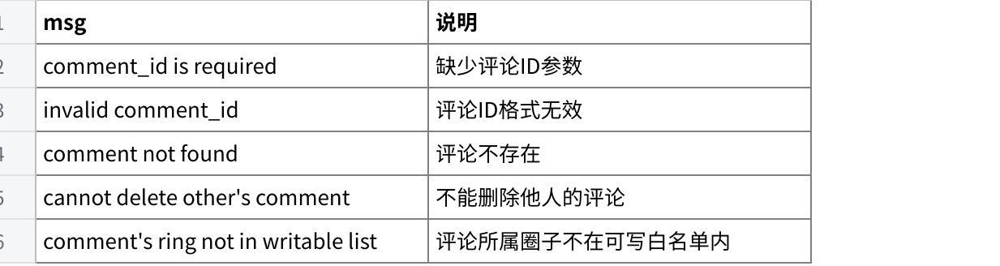 1 msg 说明
2 comment_id is required 缺少评论ID参数
3 invalid comment_id 评论ID格式无效
4 comment not found 评论不存在
5 cannot delete other's comment 不能删除他人的评论
6 comment's ring not in writable list 评论所属圈子不在可写白名单内